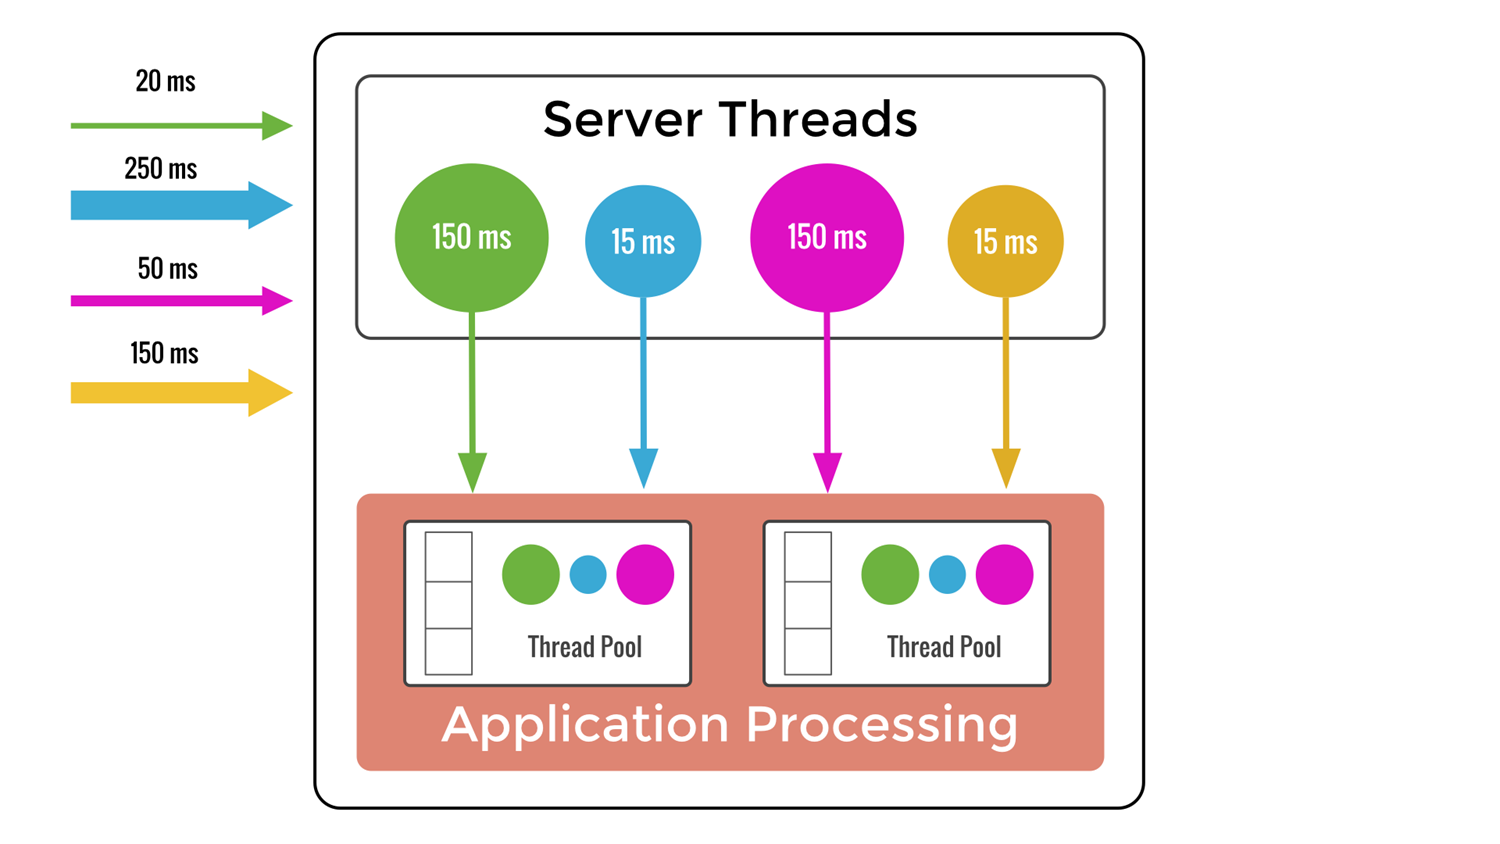 20 ms
250 ms
50 ms
150 ms
Server Threads
150 ms
15 ms
150 ms
15 ms
Thread Pool
Thread Pool
Application Processing